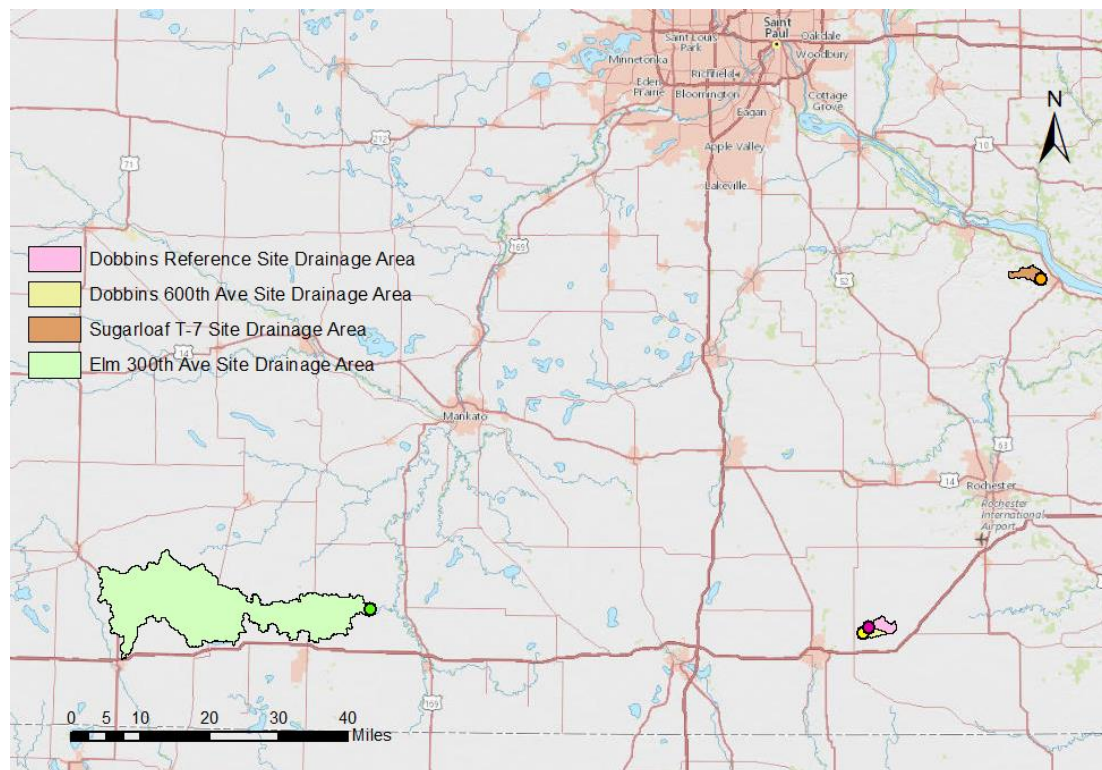 Saint
Paul
Saint Louis
Park
Oakdale
Woodbury
Minnetonka
Richfield
Eden
Prairie
Bloomington
Cottage
Grove
Eagan
N
212
Apple Valley
10
71
Lakeville
169
Dobbins Reference Site Drainage Area
52
Dobbins 600th Ave Site Drainage Area
Sugarloaf T-7 Site Drainage Area
14
Elm 300th Ave Site Drainage Area
Mankato
63
14
Rochester
Rochester
International
Airport
169
0 5 10 20 30 40
Miles